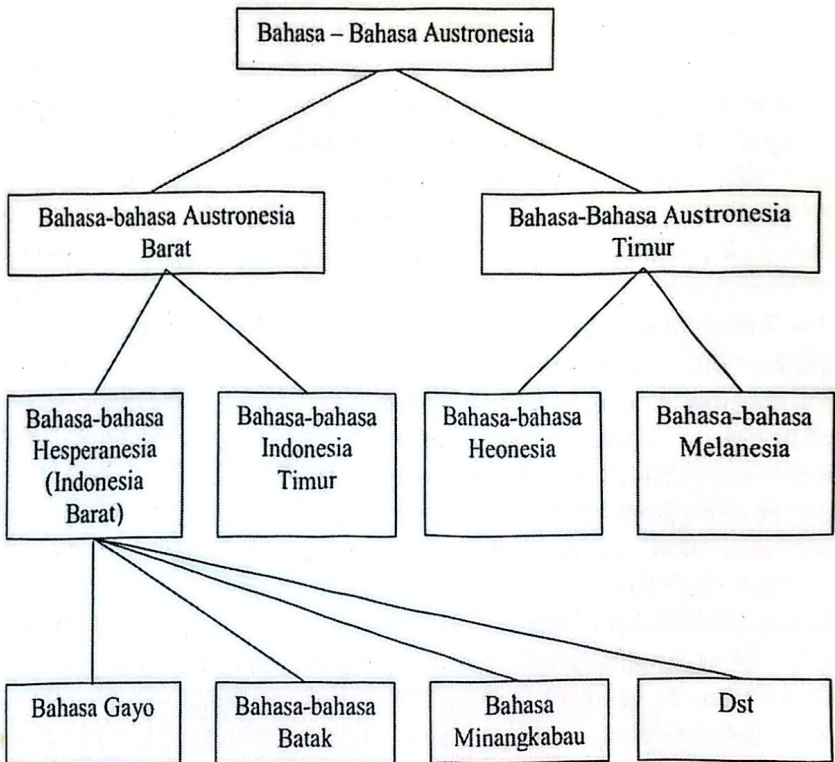 Bahasa – Bahasa Austronesia
Bahasa-bahasa Austronesia
Barat
Bahasa-Bahasa Austronesia
Timur
Bahasa-bahasa
Hesperanesia
(Indonesia
Barat)
Bahasa-bahasa
Indonesia
Timur
Bahasa-bahasa
Heonesia
Bahasa-bahasa
Melanesia
Bahasa Gayo
Bahasa-bahasa
Batak
Bahasa
Minangkabau
Dst